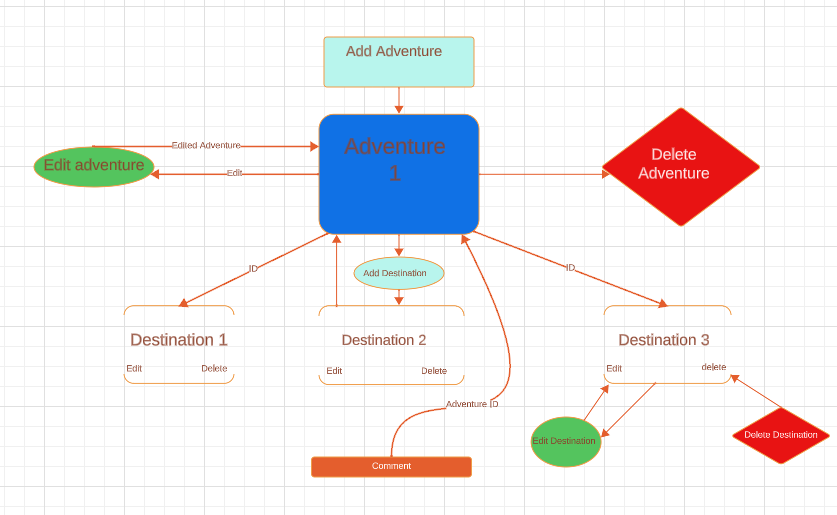 Add Adventure
Edited Adventure
Adventure
1
Edit adventure
Edit
Delete
Adventure
ID
Add Destination
ID
Destination 1
Destination 2
Destination 3
Edit
Delete
Edit
Delete
Edit
delete
Adventure ID
Edit Destination
Delete Destination
Comment